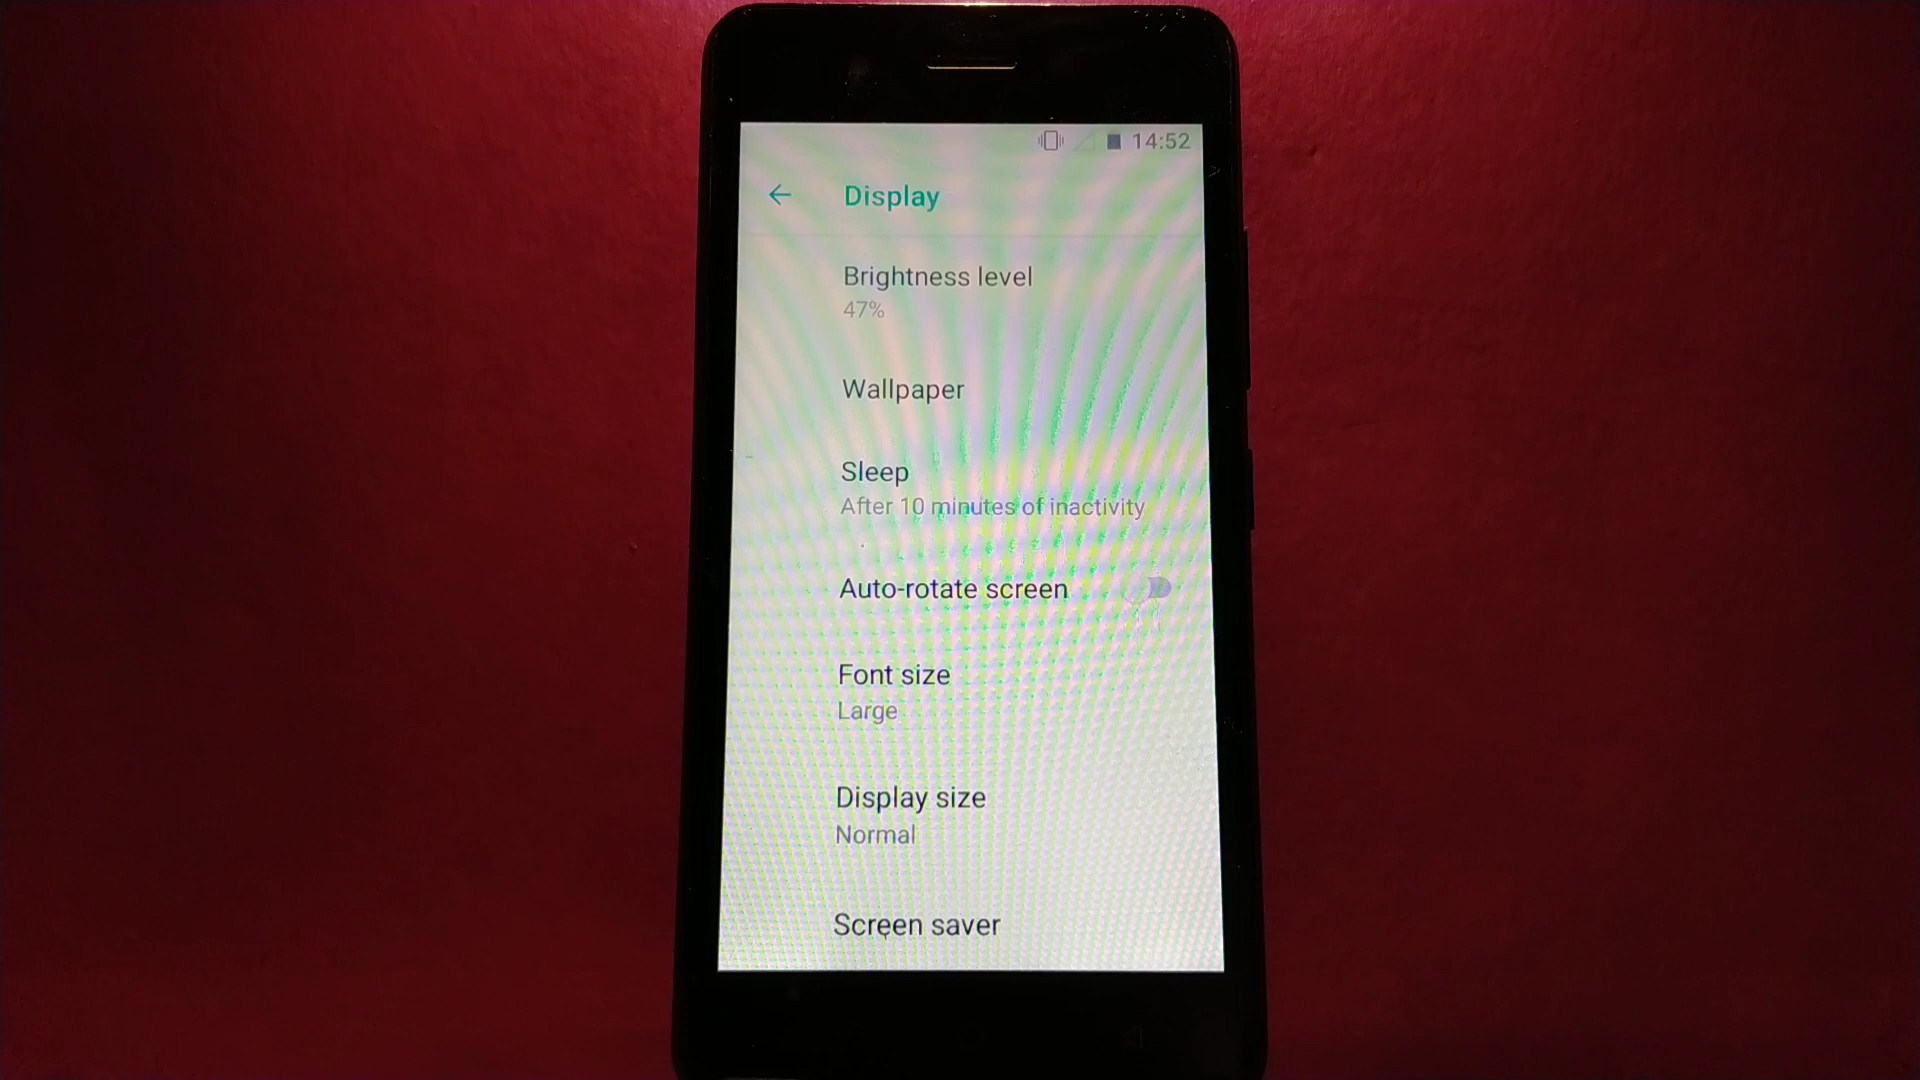 14:52
Display
Brightness level
47%
Wallpaper
Sleep
After 10 minutes of inactivity
Auto-rotate screen
Font size
Large
Display size
Normal
Screen saver